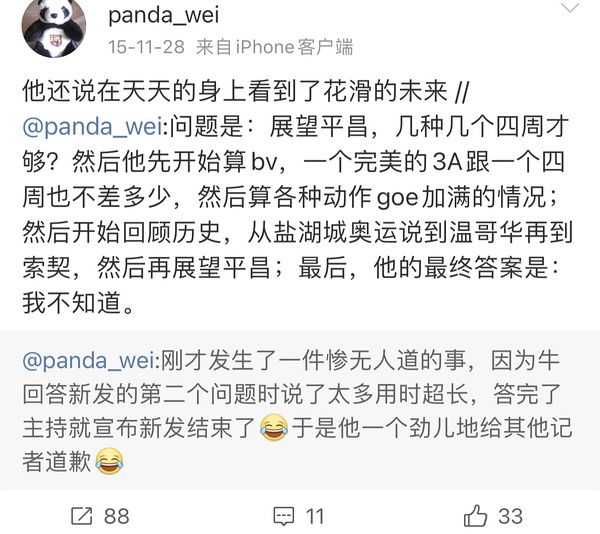 panda_wei
15-11-28 来自iPhone客户端
他还说在天天的身上看到了花滑的未来 //
@panda_wei:问题是：展望平昌，几种几个四周才
够？然后他先开始算bv，一个完美的3A跟一个四
周也不差多少，然后算各种动作goe加满的情况；
然后开始回顾历史，从盐湖城奥运说到温哥华再到
索契，然后再展望平昌；最后，他的最终答案是：
我不知道。
@panda_wei:刚才发生了一件惨无人道的事，因为牛
回答新发的第二个问题时说了太多用时超长，答完了
主持就宣布新发结束了😂于是他一个劲儿地给其他记
者道歉😂
88 11 33